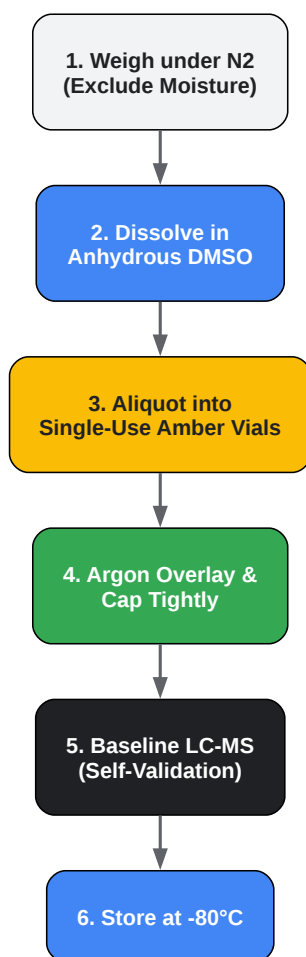 1. Weigh under N2
(Exclude Moisture)
2. Dissolve in
Anhydrous DMSO
3. Aliquot into
Single-Use Amber Vials
4. Argon Overlay &
Cap Tightly
5. Baseline LC-MS
(Self-Validation)
6. Store at -80°C